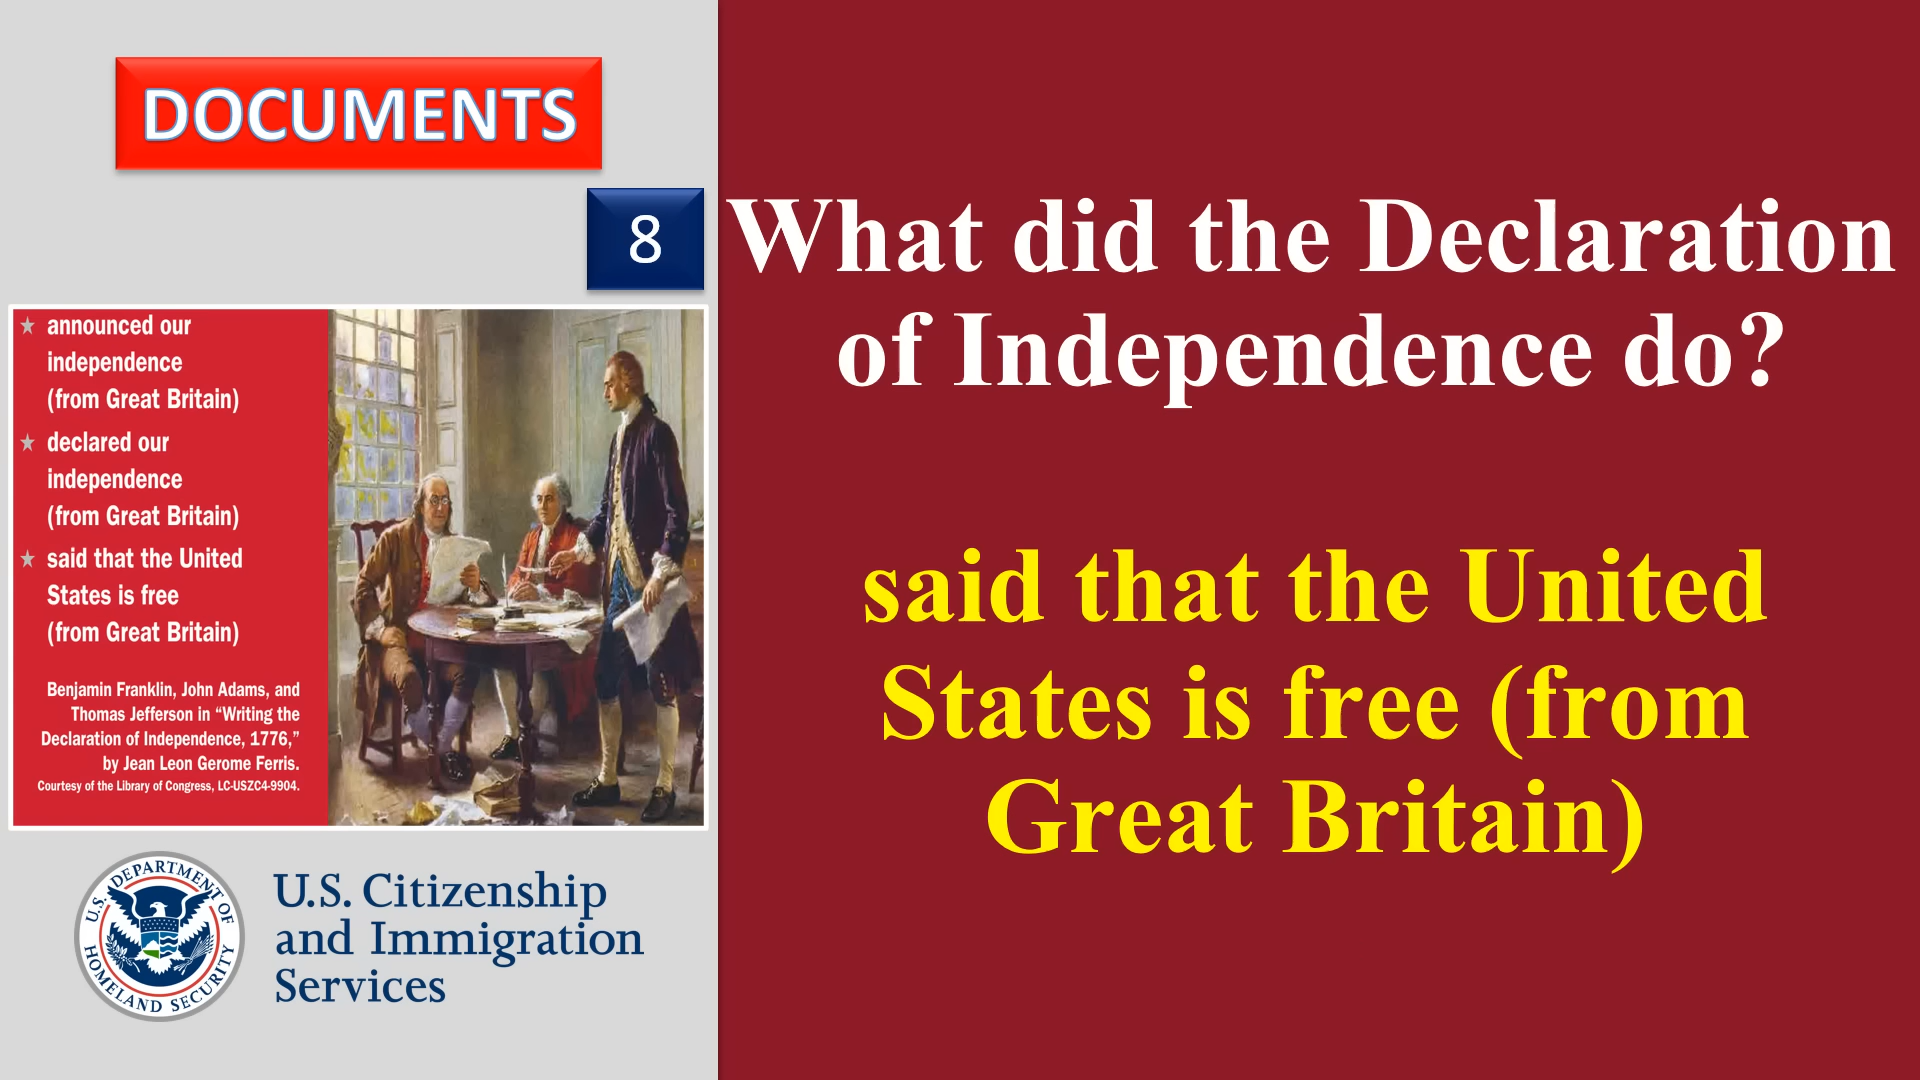 DOCUMENTS
8
What did the Declaration
of Independence do?
said that the United
States is free (from
Great Britain)
★ announced our
independence
(from Great Britain)
★ declared our
independence
(from Great Britain)
★ said that the United
States is free
(from Great Britain)
Benjamin Franklin, John Adams, and
Thomas Jefferson in “Writing the
Declaration of Independence, 1776,”
by Jean Leon Gerome Ferris.
Courtesy of the Library of Congress, LC-USZC4-9904.
U.S. DEPARTMENT OF
HOMELAND SECURITY
U.S. Citizenship
and Immigration
Services